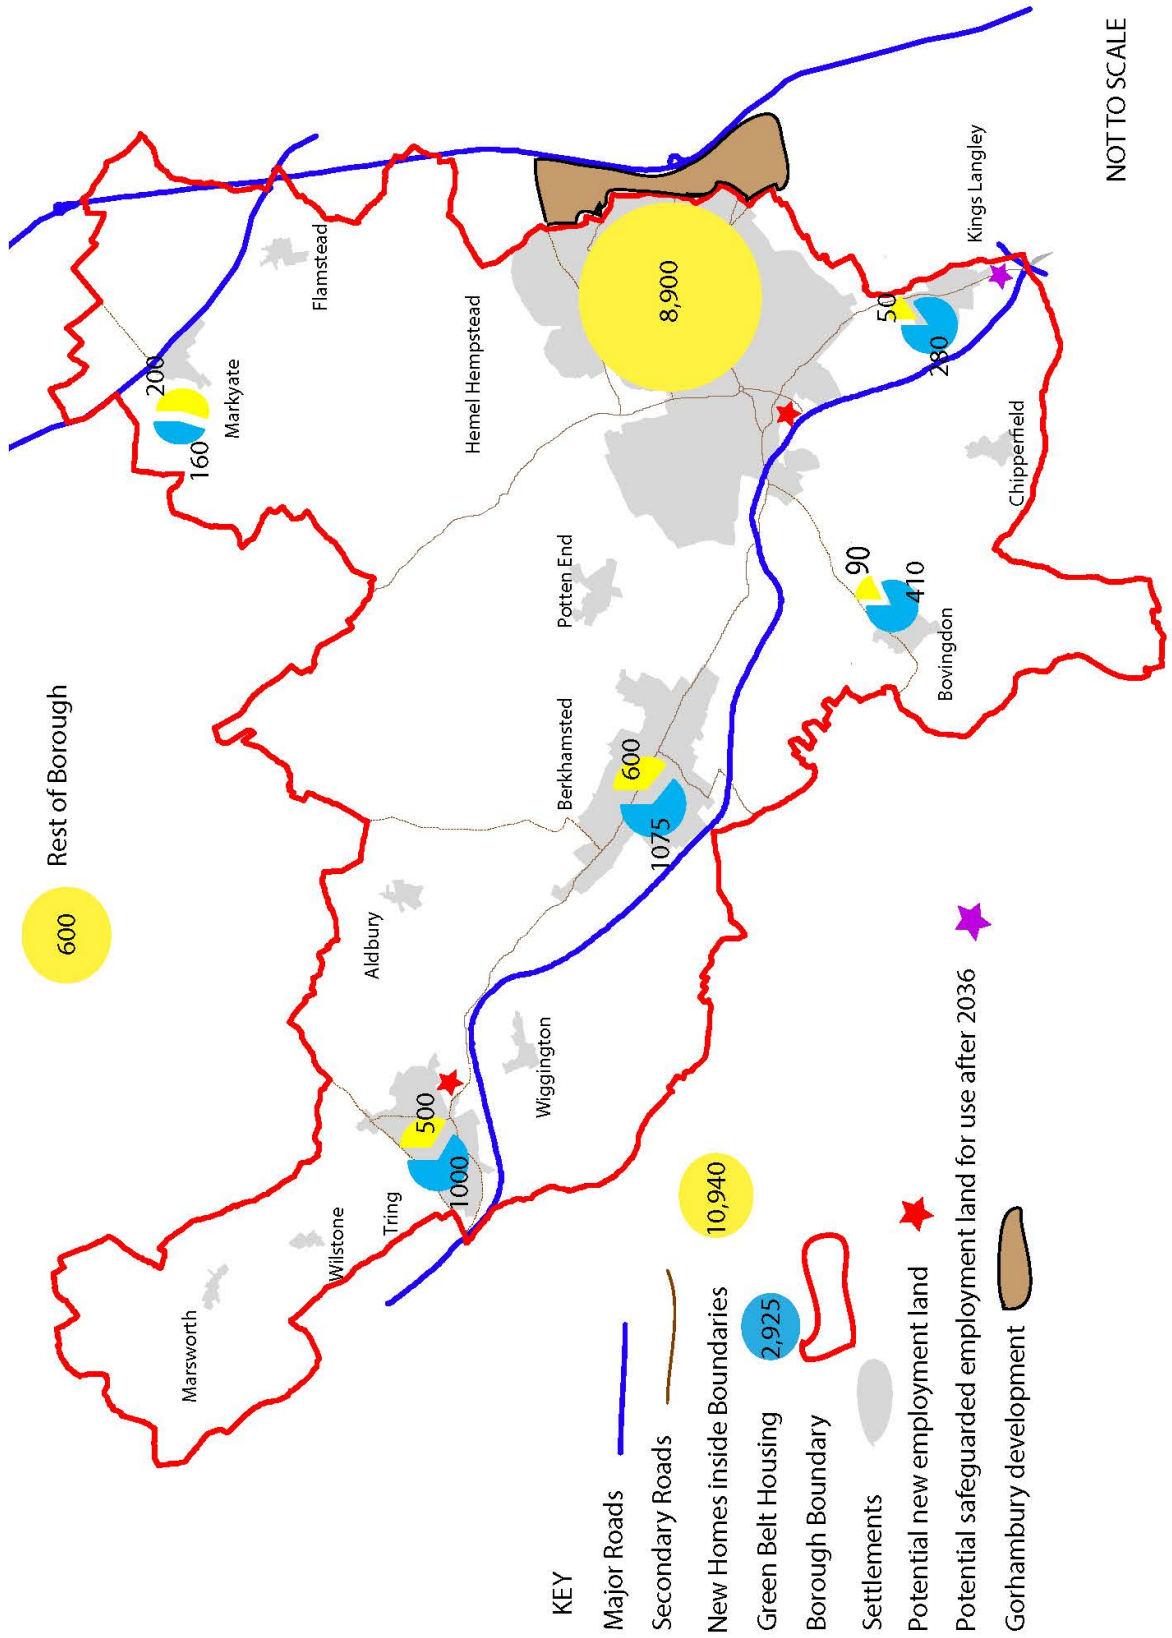 600
Rest of Borough
Marsworth
Wilstone
Tring
500
1000
Aldbury
Wiggington
Berkhamsted
600
1075
Potten End
Hemel Hempstead
8,900
Markyate
200
160
Flamstead
Bovingdon
90
410
Chipperfield
50
280
Kings Langley
KEY
Major Roads
Secondary Roads
New Homes inside Boundaries
10,940
Green Belt Housing
2,925
Borough Boundary
Settlements
Potential new employment land
Potential safeguarded employment land for use after 2036
Gorhambury development
NOT TO SCALE